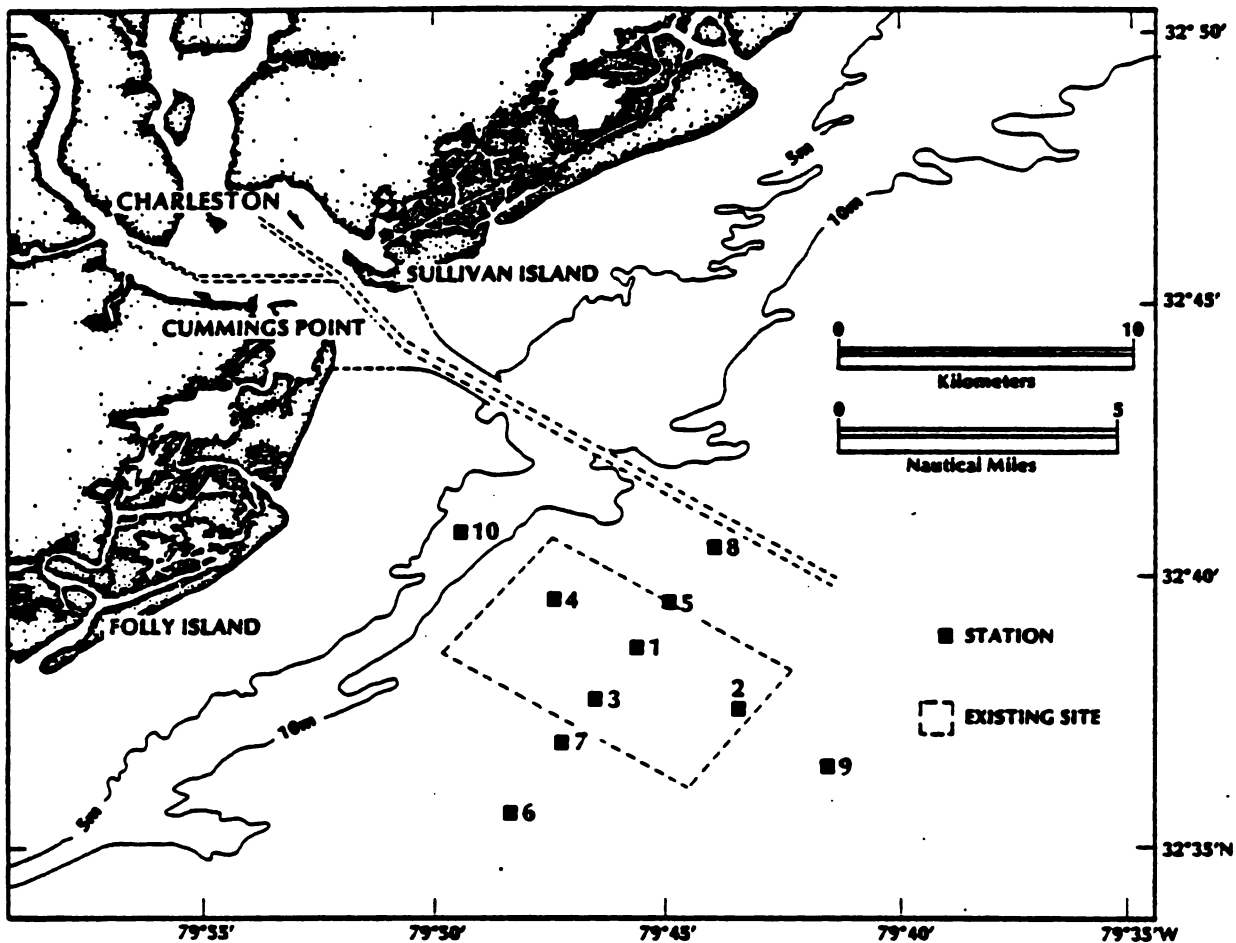 32° 50'
5m
10m
CHARLESTON
SULLIVAN ISLAND
32°45'
CUMMINGS POINT
0 10
Kilometers
0 5
Nautical Miles
10
8
32°40'
4
5
FOLLY ISLAND
STATION
1
2
3
EXISTING SITE
10m
7
9
5m
6
32°35'N
79°55'
79°50'
79°45'
79°40'
79°35'W